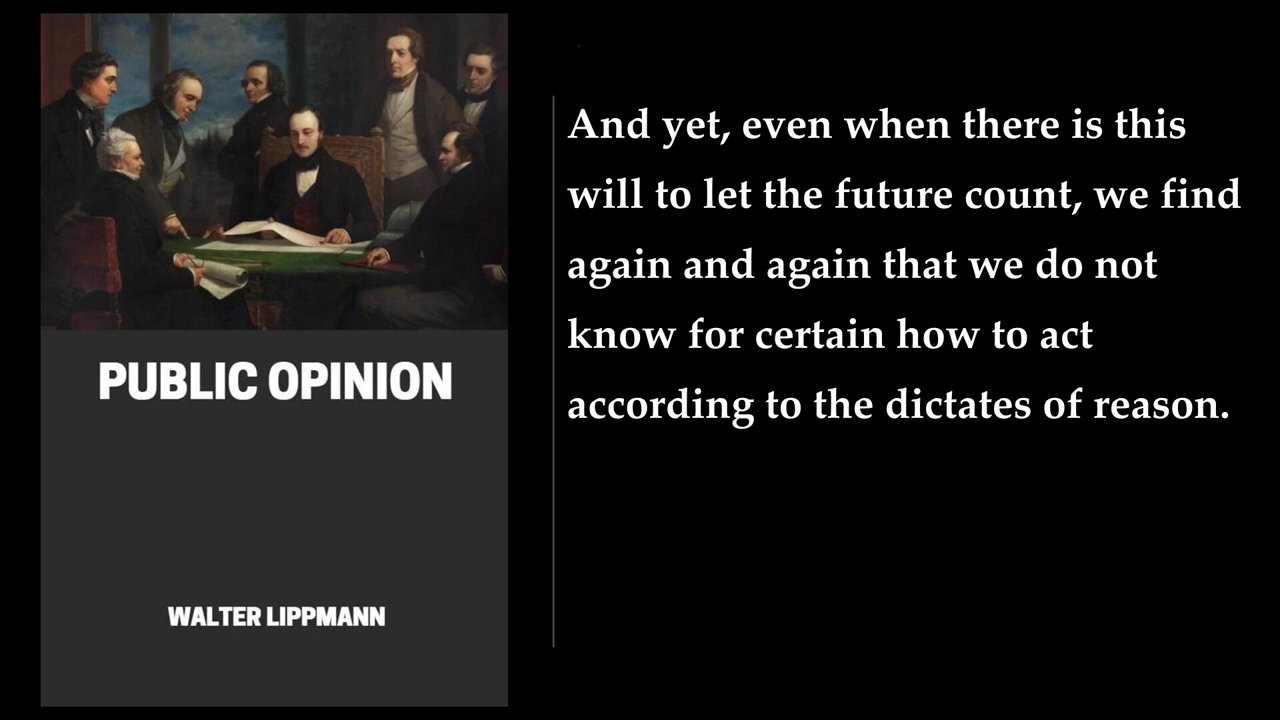 PUBLIC OPINION
WALTER LIPPMANN
And yet, even when there is this
will to let the future count, we find
again and again that we do not
know for certain how to act
according to the dictates of reason.